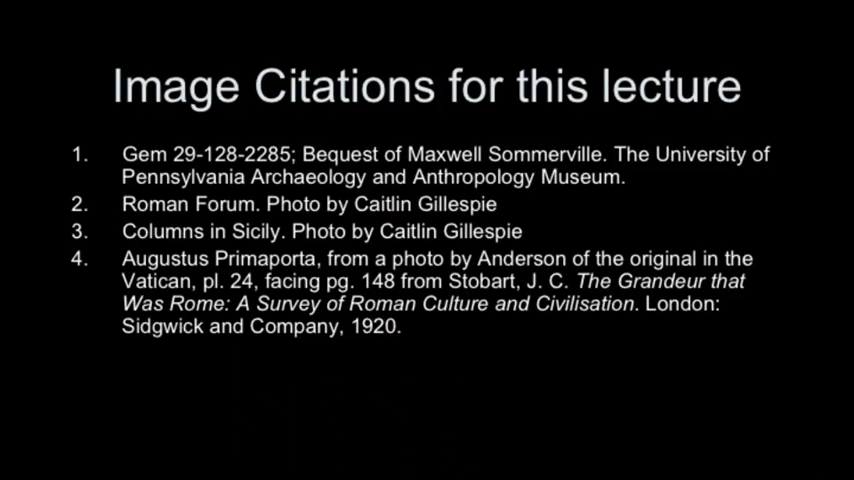 Image Citations for this lecture
1. Gem 29-128-2285; Bequest of Maxwell Sommerville. The University of
Pennsylvania Archaeology and Anthropology Museum.
2. Roman Forum. Photo by Caitlin Gillespie
3. Columns in Sicily. Photo by Caitlin Gillespie
4. Augustus Primaporta, from a photo by Anderson of the original in the
Vatican, pl. 24, facing pg. 148 from Stobart, J. C. The Grandeur that
Was Rome: A Survey of Roman Culture and Civilisation. London:
Sidgwick and Company, 1920.